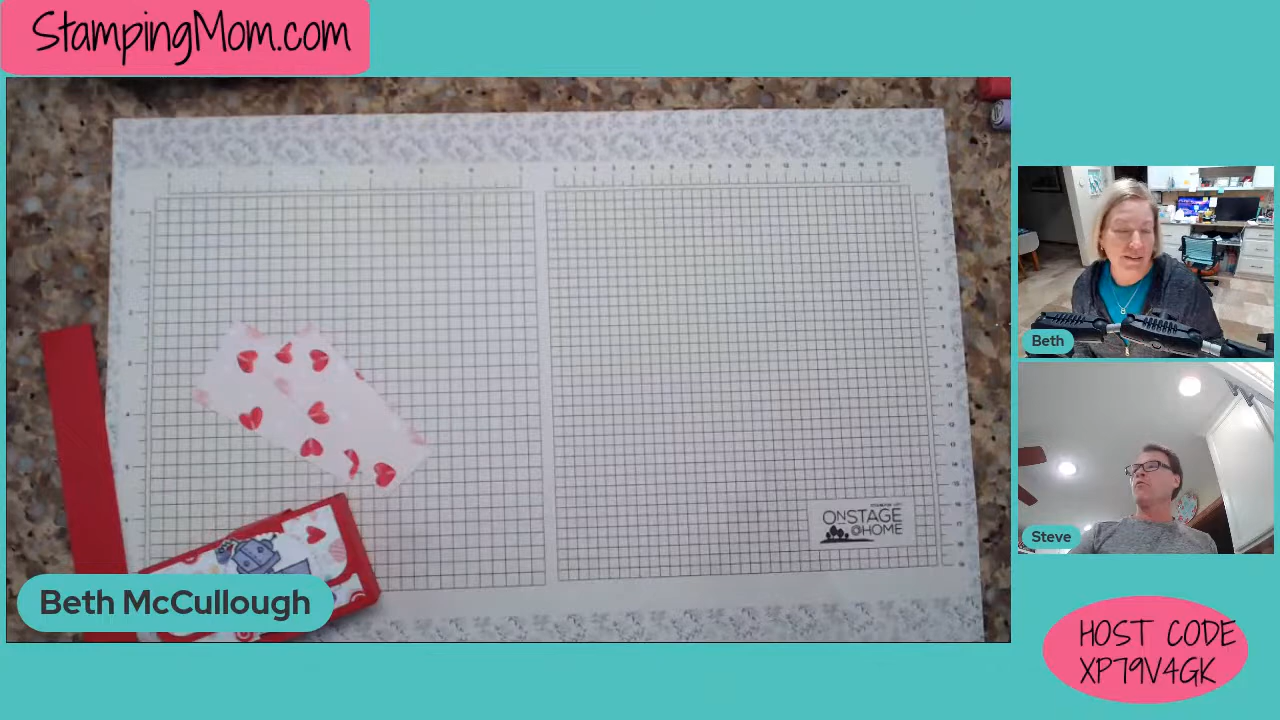 StampingMom.com
ONSTAGE
@HOME
Beth McCullough
Beth
Steve
HOST CODE
XP79V4GK